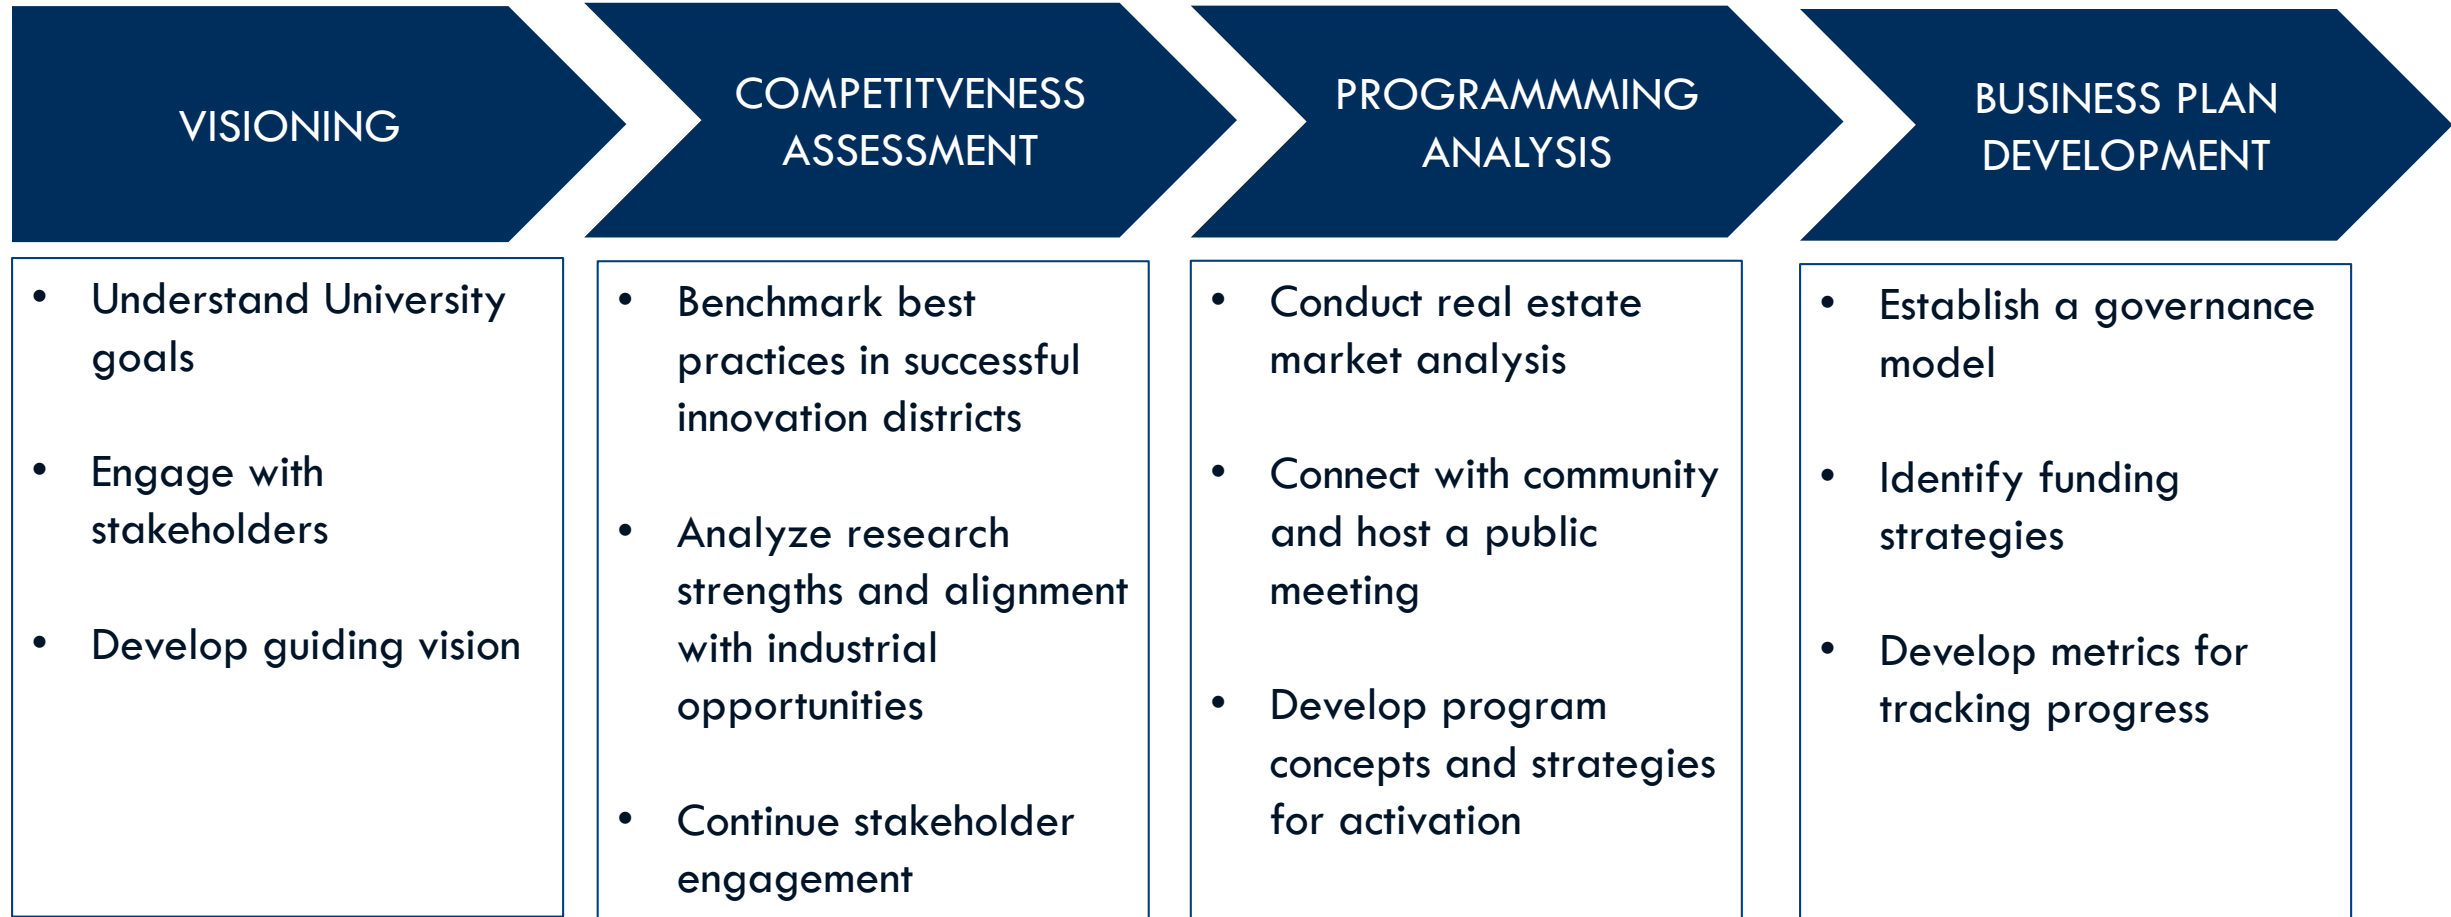 VISIONING
• Understand University
goals
• Engage with
stakeholders
• Develop guiding vision
COMPETITVENESS
ASSESSMENT
• Benchmark best
practices in successful
innovation districts
• Analyze research
strengths and alignment
with industrial
opportunities
• Continue stakeholder
engagement
PROGRAMMMING
ANALYSIS
• Conduct real estate
market analysis
• Connect with community
and host a public
meeting
• Develop program
concepts and strategies
for activation
BUSINESS PLAN
DEVELOPMENT
• Establish a governance
model
• Identify funding
strategies
• Develop metrics for
tracking progress